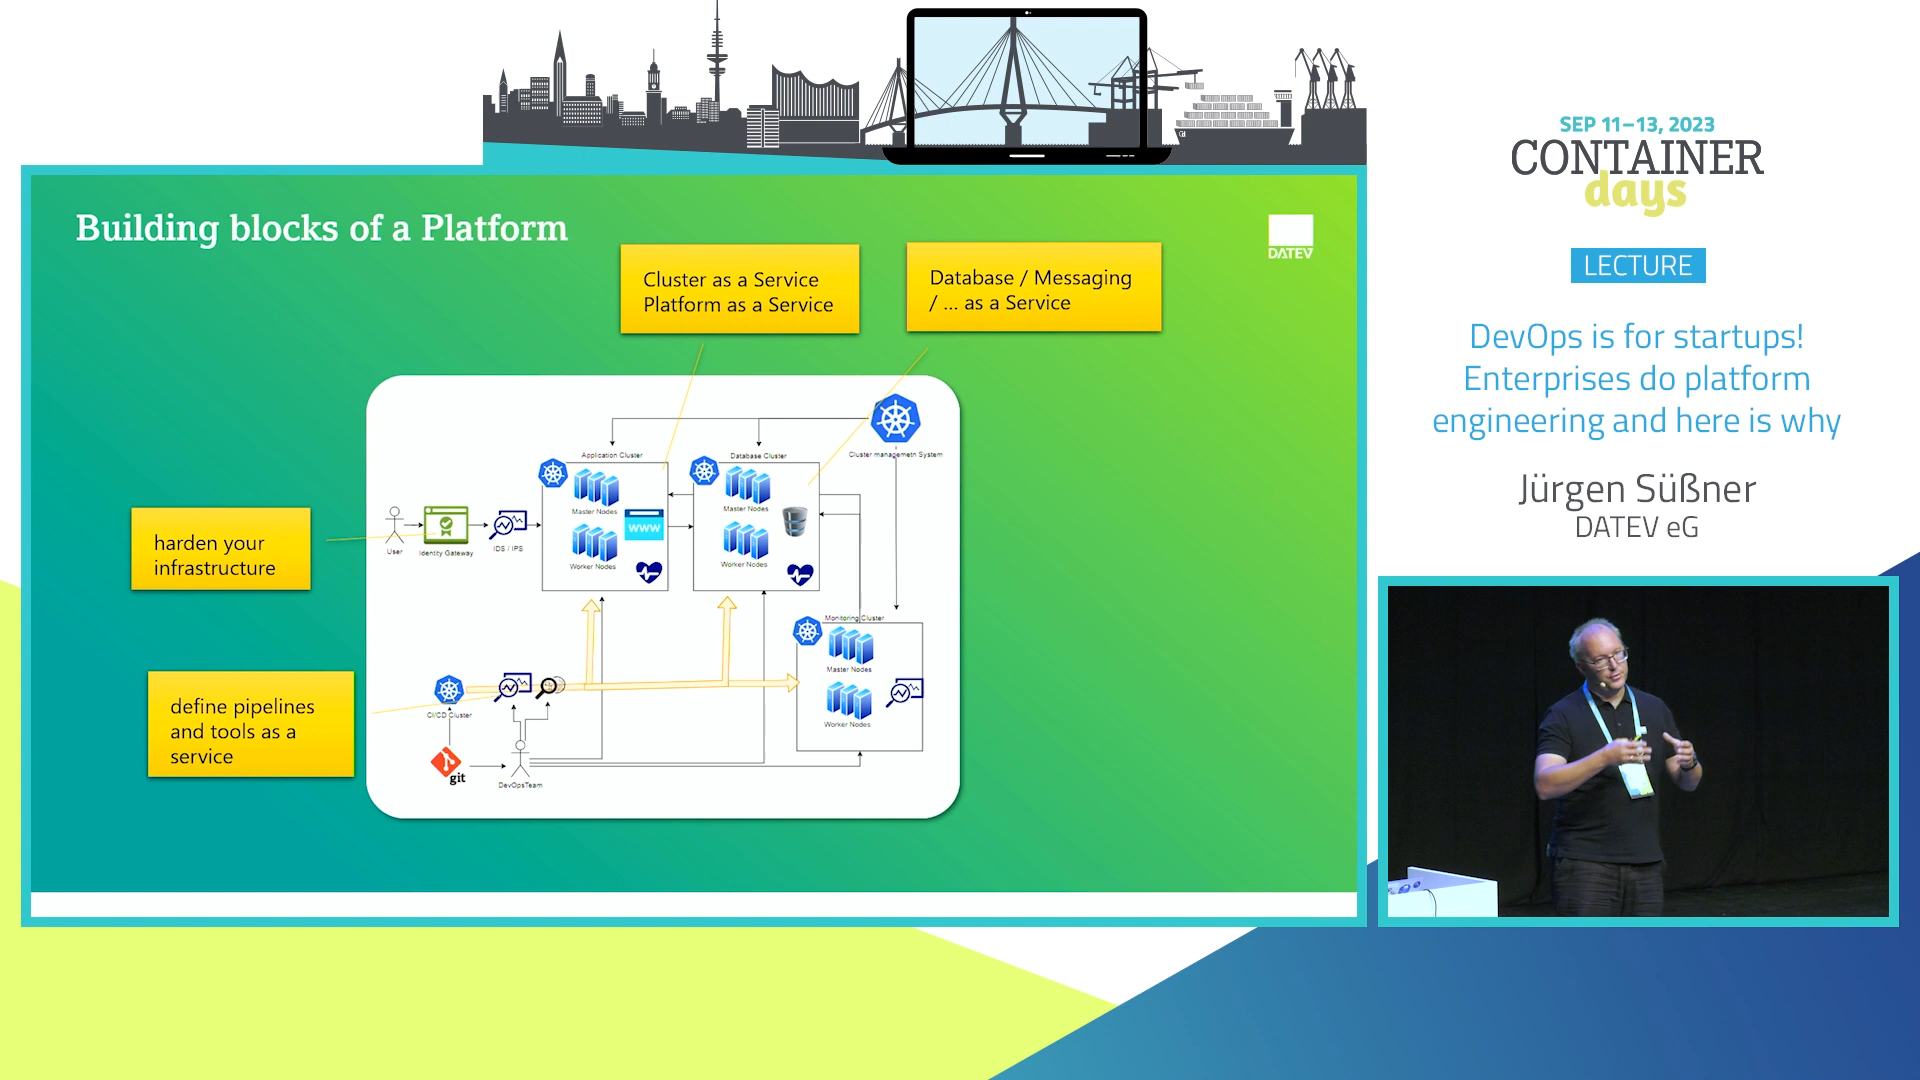 Building blocks of a Platform
DATEV
Cluster as a Service
Platform as a Service
Database / Messaging
/ ... as a Service
harden your
infrastructure
define pipelines
and tools as a
service
Application Cluster
Database Cluster
Cluster managemetn System
Master Nodes
Master Nodes
www
User
Identity Gateway
IDS / IPS
Worker Nodes
Worker Nodes
Monitoring Cluster
Master Nodes
Worker Nodes
CI/CD Cluster
git
DevOpsTeam
SEP 11–13, 2023
CONTAINER
days
LECTURE
DevOps is for startups!
Enterprises do platform
engineering and here is why
Jürgen Süßner
DATEV eG